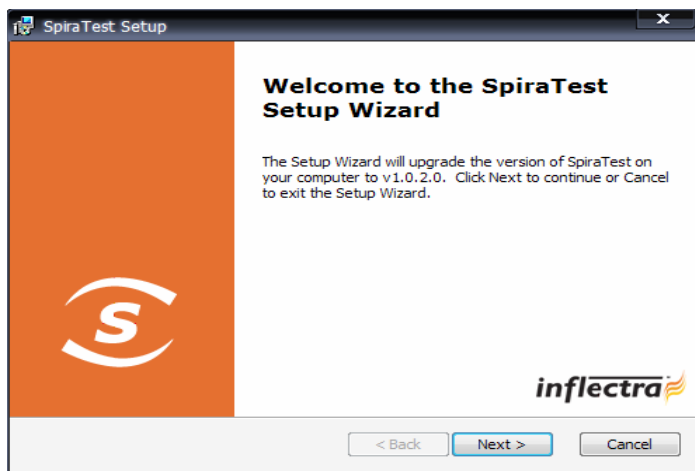 SpiraTest Setup
x
Welcome to the SpiraTest
Setup Wizard
The Setup Wizard will upgrade the version of SpiraTest on
your computer to v1.0.2.0. Click Next to continue or Cancel
to exit the Setup Wizard.
S
inflectra
< Back Next > Cancel